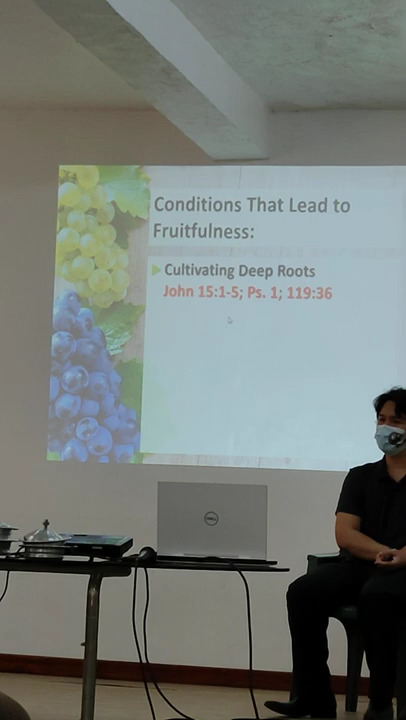 Conditions That Lead to
Fruitfulness:
Cultivating Deep Roots
John 15:1-5; Ps. 1; 119:36
DELL